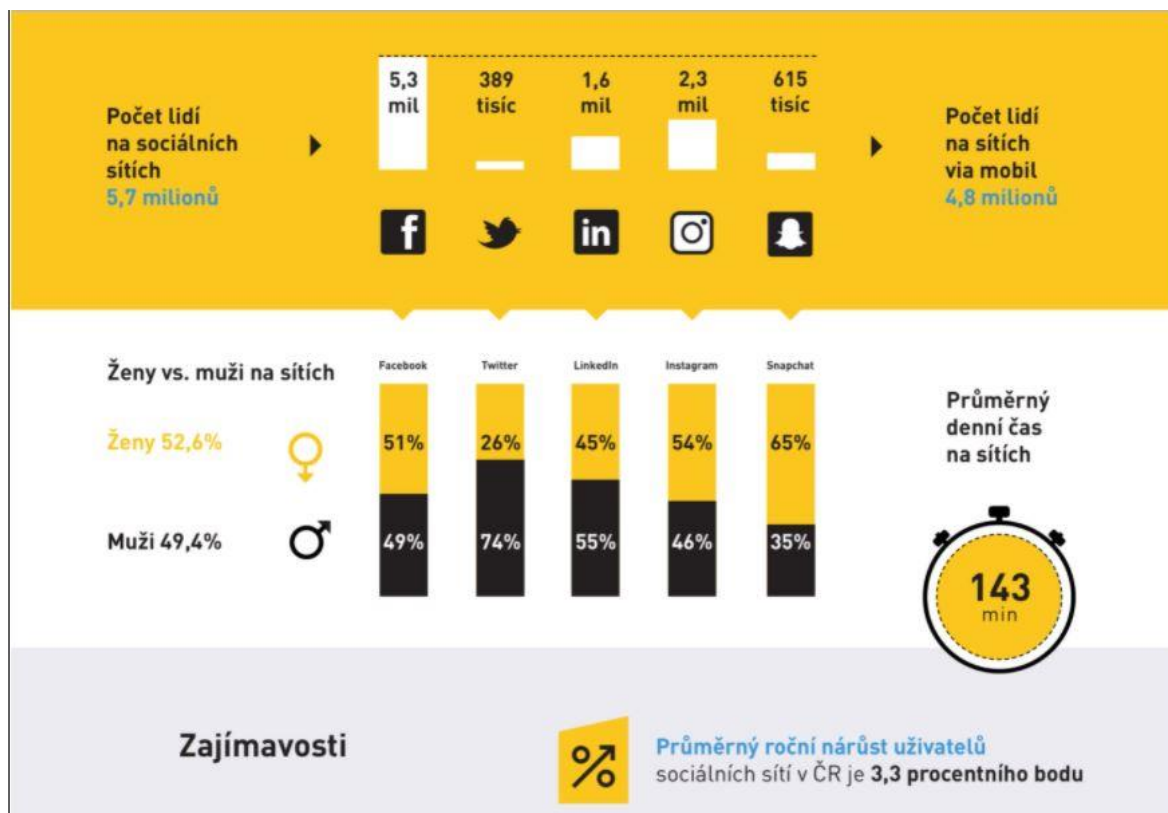 Počet lidí
na sociálních
sítích
5,7 milionů
5,3
mil
389
tisíc
1,6
mil
2,3
mil
615
tisíc
Počet lidí
na sítích
via mobil
4,8 milionů
f
in
Ženy vs. muži na sítích
Ženy 52,6%
Muži 49,4%
Facebook
Twitter
LinkedIn
Instagram
Snapchat
51%
26%
45%
54%
65%
49%
74%
55%
46%
35%
Průměrný
denní čas
na sítích
143
min
Zajímavosti
Průměrný roční nárůst uživatelů
sociálních sítí v ČR je 3,3 procentního bodu